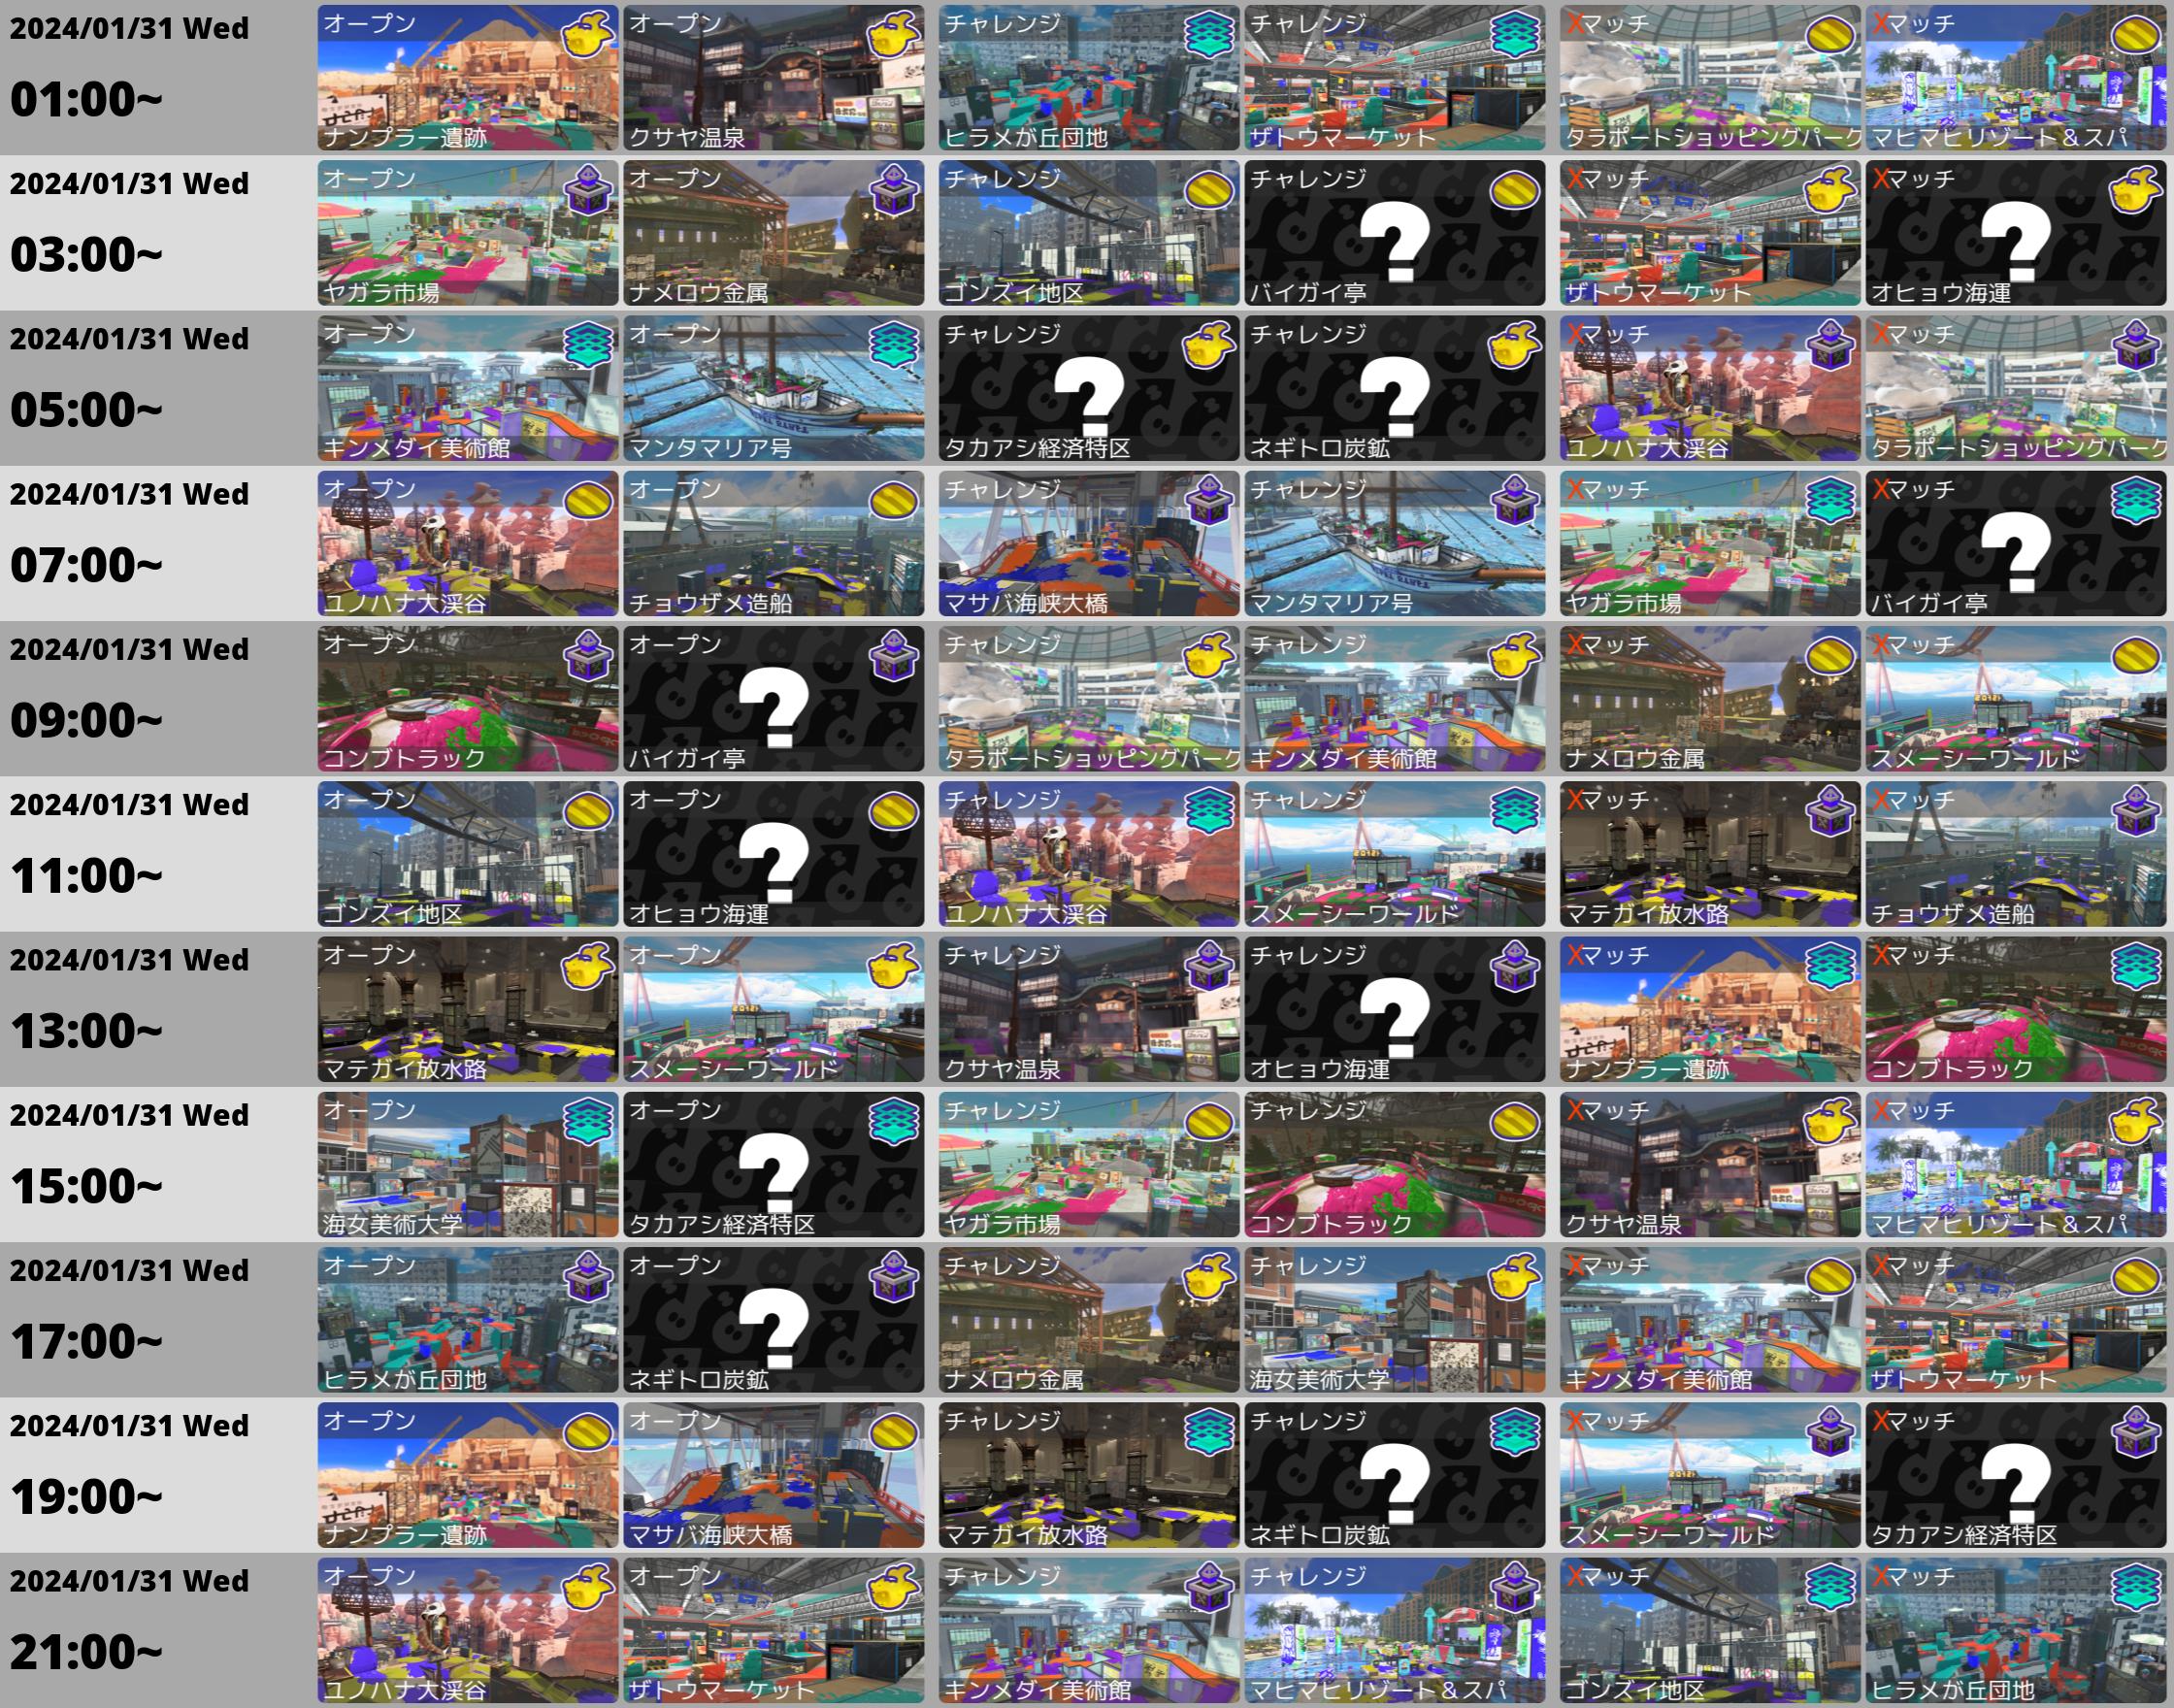 2024/01/31 Wed
01:00~
オープン
ナンプラー遺跡
オープン
クサヤ温泉
チャレンジ
ヒラメが丘団地
チャレンジ
ザトウマーケット
Xマッチ
タラポートショッピングパーク
Xマッチ
マヒマヒリゾート＆スパ
2024/01/31 Wed
03:00~
オープン
ヤガラ市場
オープン
ナメロウ金属
チャレンジ
ゴンズイ地区
チャレンジ
?
バイガイ亭
Xマッチ
ザトウマーケット
Xマッチ
?
オヒョウ海運
2024/01/31 Wed
05:00~
オープン
キンメダイ美術館
オープン
マンタマリア号
チャレンジ
?
タカアシ経済特区
チャレンジ
?
ネギトロ炭鉱
Xマッチ
ユノハナ大渓谷
Xマッチ
タラポートショッピングパーク
2024/01/31 Wed
07:00~
オープン
ユノハナ大渓谷
オープン
チョウザメ造船
チャレンジ
マサバ海峡大橋
チャレンジ
マンタマリア号
Xマッチ
ヤガラ市場
Xマッチ
?
バイガイ亭
2024/01/31 Wed
09:00~
オープン
コンブトラック
オープン
?
バイガイ亭
チャレンジ
タラポートショッピングパーク
チャレンジ
キンメダイ美術館
Xマッチ
ナメロウ金属
Xマッチ
スメーシーワールド
2024/01/31 Wed
11:00~
オープン
ゴンズイ地区
オープン
?
オヒョウ海運
チャレンジ
ユノハナ大渓谷
チャレンジ
スメーシーワールド
Xマッチ
マテガイ放水路
Xマッチ
チョウザメ造船
2024/01/31 Wed
13:00~
オープン
マテガイ放水路
オープン
スメーシーワールド
チャレンジ
クサヤ温泉
チャレンジ
?
オヒョウ海運
Xマッチ
ナンプラー遺跡
Xマッチ
コンブトラック
2024/01/31 Wed
15:00~
オープン
海女美術大学
オープン
?
タカアシ経済特区
チャレンジ
ヤガラ市場
チャレンジ
コンブトラック
Xマッチ
クサヤ温泉
Xマッチ
マヒマヒリゾート＆スパ
2024/01/31 Wed
17:00~
オープン
ヒラメが丘団地
オープン
?
ネギトロ炭鉱
チャレンジ
ナメロウ金属
チャレンジ
海女美術大学
Xマッチ
キンメダイ美術館
Xマッチ
ザトウマーケット
2024/01/31 Wed
19:00~
オープン
ナンプラー遺跡
オープン
マサバ海峡大橋
チャレンジ
マテガイ放水路
チャレンジ
?
ネギトロ炭鉱
Xマッチ
スメーシーワールド
Xマッチ
?
タカアシ経済特区
2024/01/31 Wed
21:00~
オープン
ユノハナ大渓谷
オープン
ザトウマーケット
チャレンジ
キンメダイ美術館
チャレンジ
マヒマヒリゾート＆スパ
Xマッチ
ゴンズイ地区
Xマッチ
ヒラメが丘団地